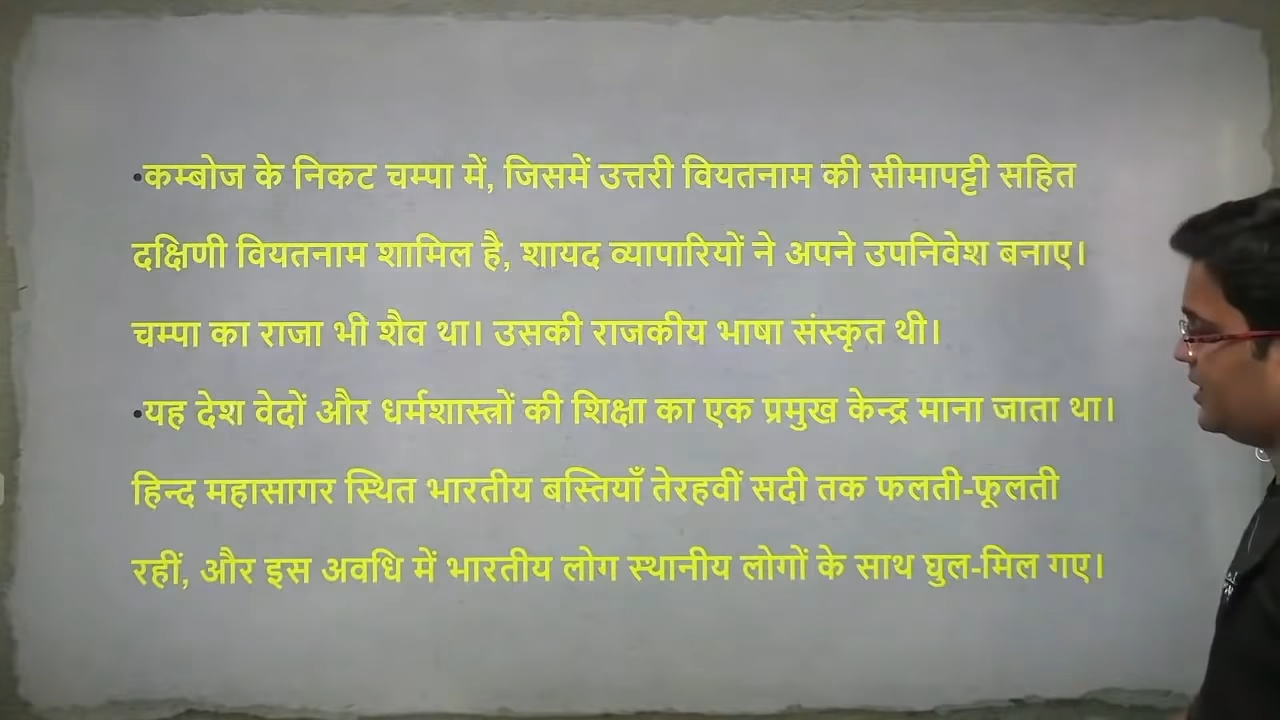 •कम्बोज के निकट चम्पा में, जिसमें उत्तरी वियतनाम की सीमापट्टी सहित
दक्षिणी वियतनाम शामिल है, शायद व्यापारियों ने अपने उपनिवेश बनाए।
चम्पा का राजा भी शैव था। उसकी राजकीय भाषा संस्कृत थी।
•यह देश वेदों और धर्मशास्त्रों की शिक्षा का एक प्रमुख केन्द्र माना जाता था।
हिन्द महासागर स्थित भारतीय बस्तियाँ तेरहवीं सदी तक फलती-फूलती
रहीं, और इस अवधि में भारतीय लोग स्थानीय लोगों के साथ घुल-मिल गए।